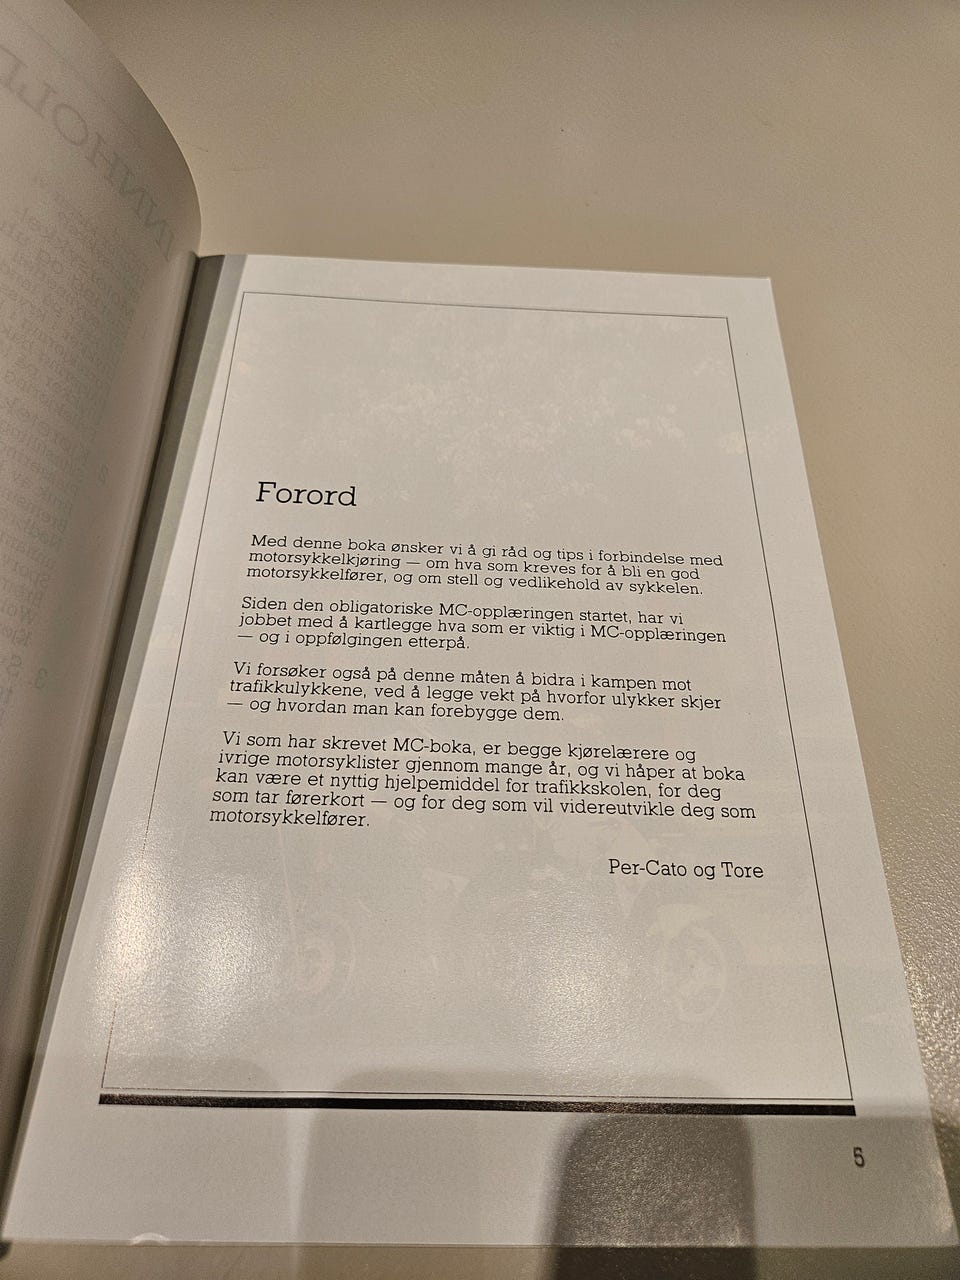 INNHOLD
Forord
Med denne boka ønsker vi å gi råd og tips i forbindelse med
motorsykkelkjøring — om hva som kreves for å bli en god
motorsykkelfører, og om stell og vedlikehold av sykkelen.
Siden den obligatoriske MC-opplæringen startet, har vi
jobbet med å kartlegge hva som er viktig i MC-opplæringen
— og i oppfølgingen etterpå.
Vi forsøker også på denne måten å bidra i kampen mot
trafikkulykkene, ved å legge vekt på hvorfor ulykker skjer
— og hvordan man kan forebygge dem.
Vi som har skrevet MC-boka, er begge kjørelærere og
ivrige motorsyklister gjennom mange år, og vi håper at boka
kan være et nyttig hjelpemiddel for trafikkskolen, for deg
som tar førerkort — og for deg som vil videreutvikle deg som
motorsykkelfører.
Per-Cato og Tore
5